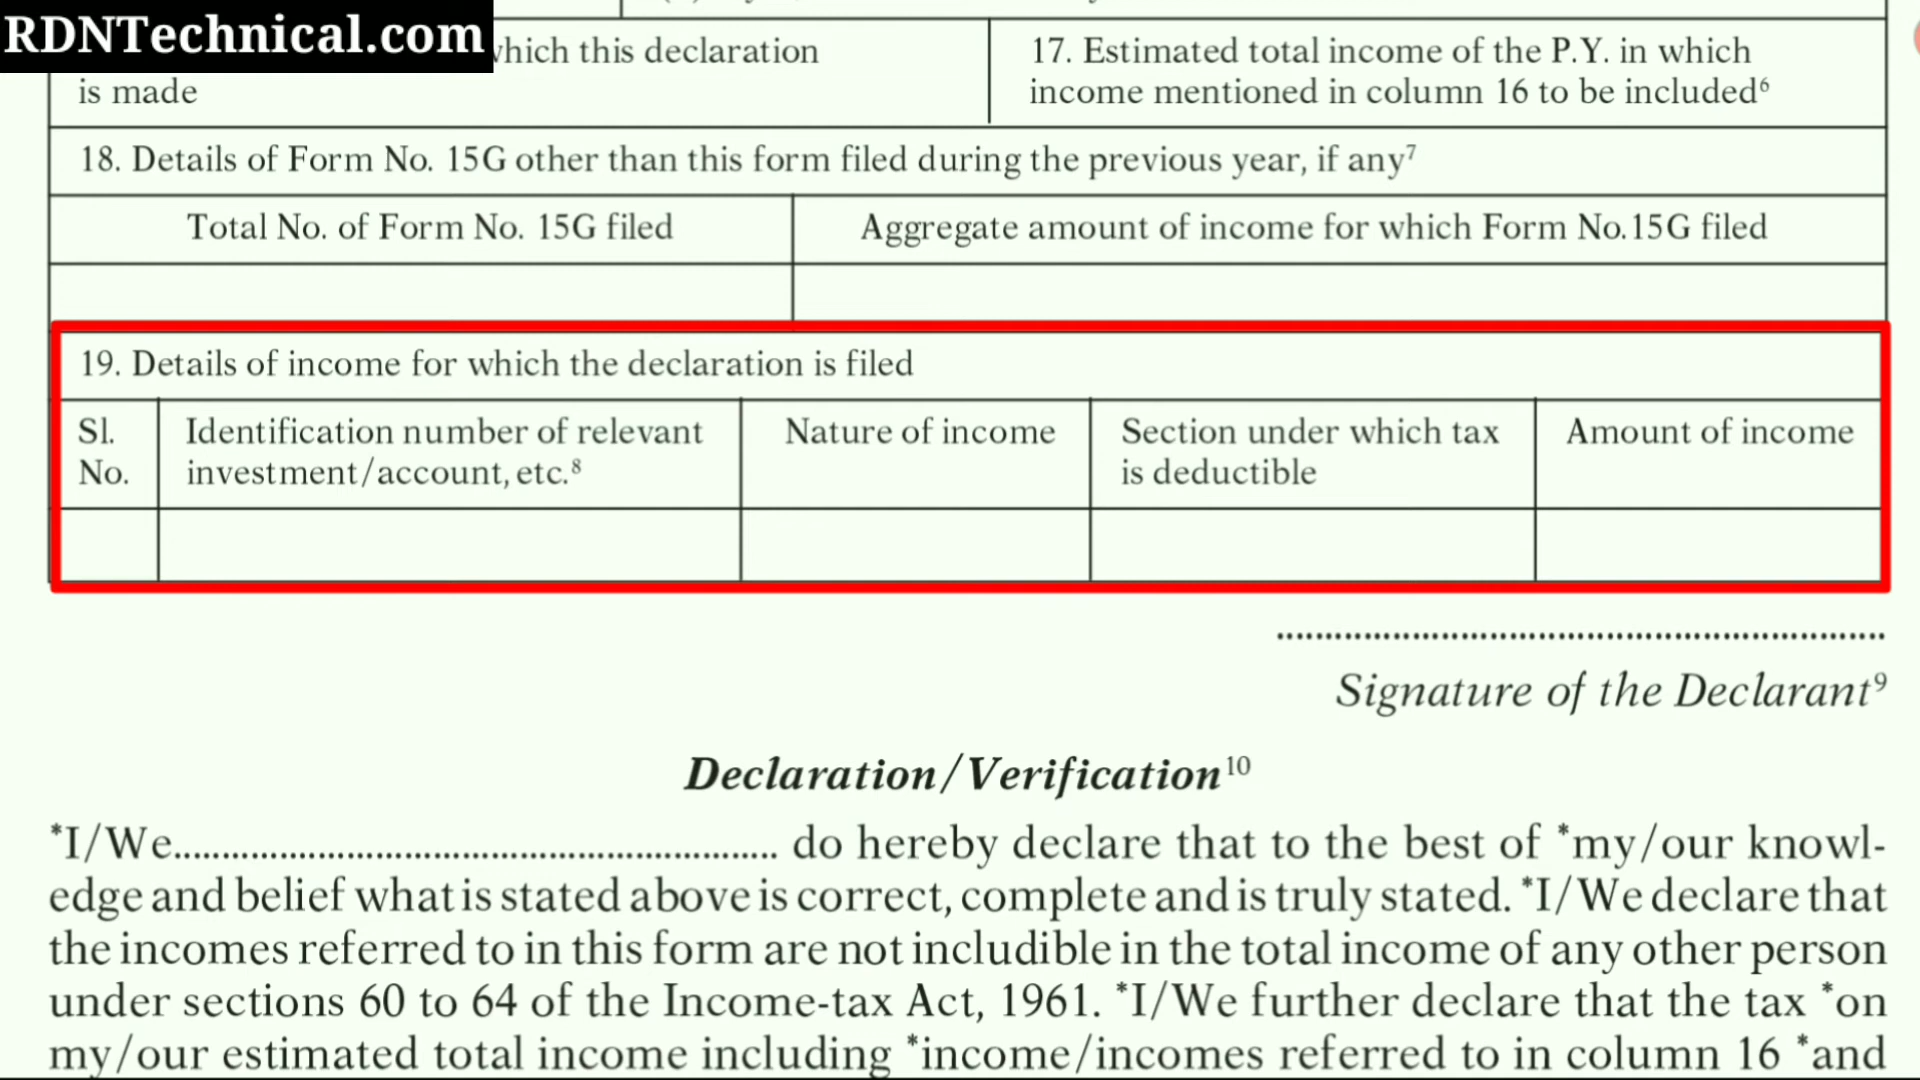 RDNTechnical.com
which this declaration
is made
17. Estimated total income of the P.Y. in which
income mentioned in column 16 to be included⁶
18. Details of Form No. 15G other than this form filed during the previous year, if any⁷
Total No. of Form No. 15G filed
Aggregate amount of income for which Form No.15G filed
19. Details of income for which the declaration is filed
Sl.
No.
Identification number of relevant
investment/account, etc.⁸
Nature of income
Section under which tax
is deductible
Amount of income
Signature of the Declarant⁹
Declaration/Verification¹⁰
*I/We............................................................... do hereby declare that to the best of *my/our knowl-
edge and belief what is stated above is correct, complete and is truly stated. *I/We declare that
the incomes referred to in this form are not includible in the total income of any other person
under sections 60 to 64 of the Income-tax Act, 1961. *I/We further declare that the tax *on
my/our estimated total income including *income/incomes referred to in column 16 *and